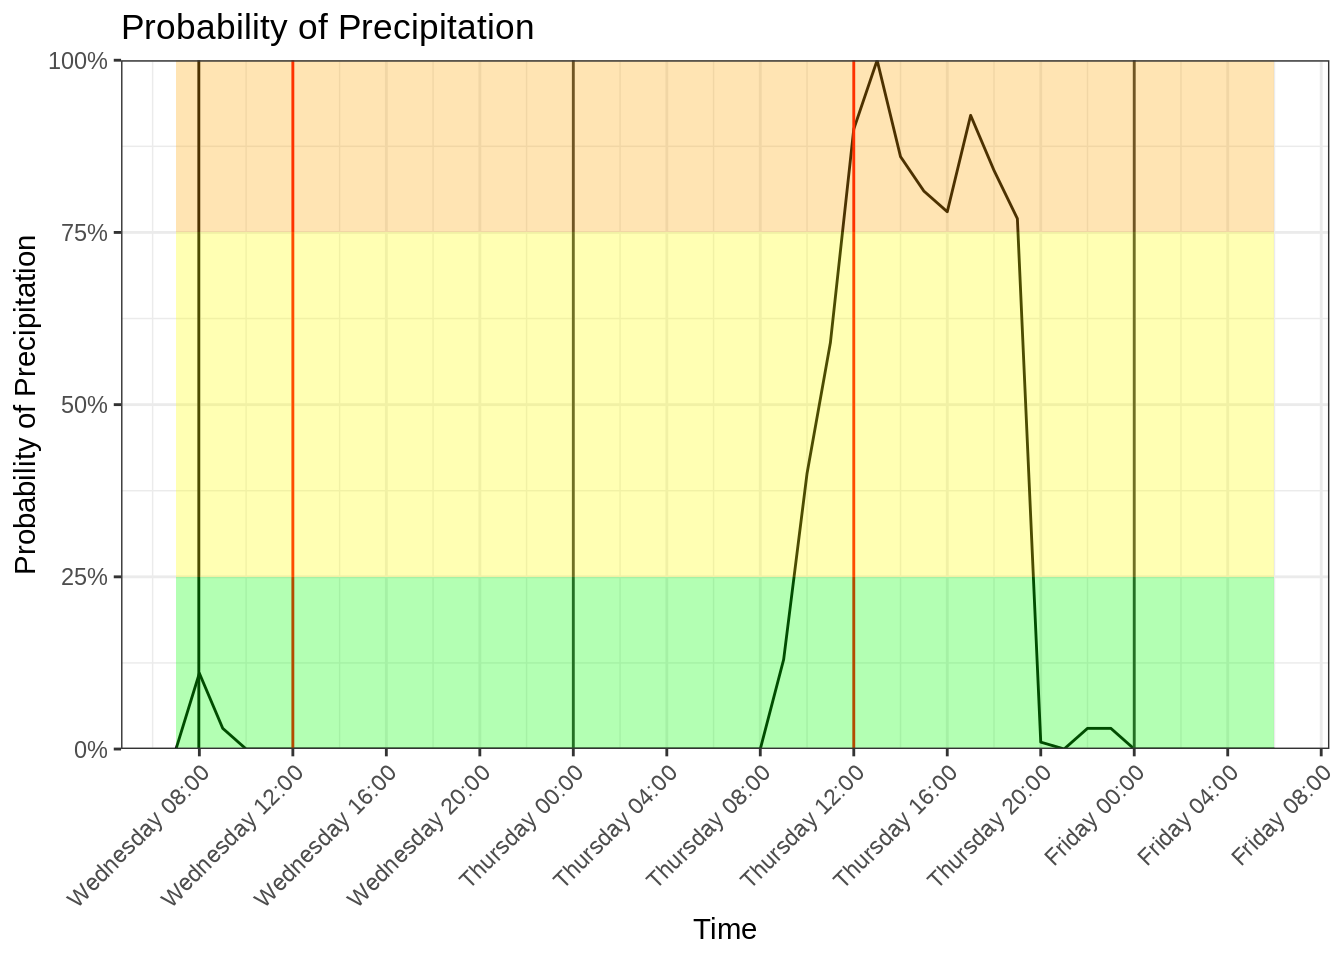 Probability of Precipitation
Probability of Precipitation
100%
75%
50%
25%
0%
Wednesday 08:00
Wednesday 12:00
Wednesday 16:00
Wednesday 20:00
Thursday 00:00
Thursday 04:00
Thursday 08:00
Thursday 12:00
Thursday 16:00
Thursday 20:00
Friday 00:00
Friday 04:00
Friday 08:00
Time